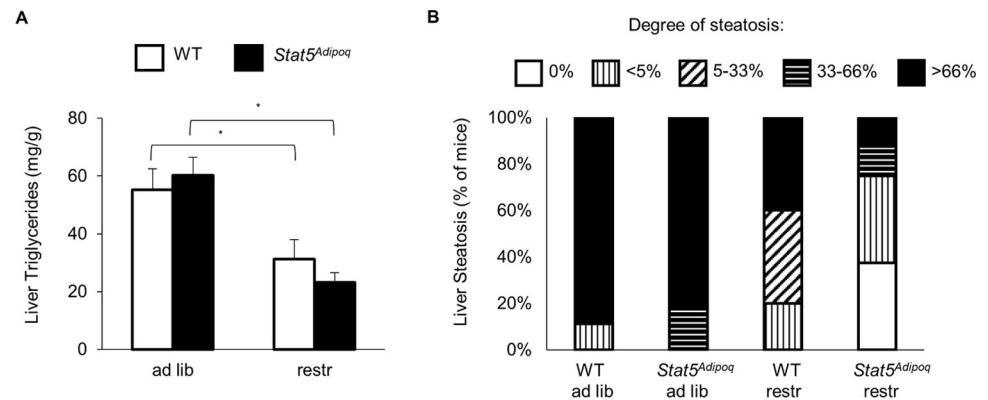 A
WT
Stat5Adipoq
Liver Triglycerides (mg/g)
80
60
40
20
0
*
*
ad lib
restr
B
Degree of steatosis:
0%
<5%
5-33%
33-66%
>66%
Liver Steatosis (% of mice)
100%
80%
60%
40%
20%
0%
WT
ad lib
Stat5Adipoq
ad lib
WT
restr
Stat5Adipoq
restr